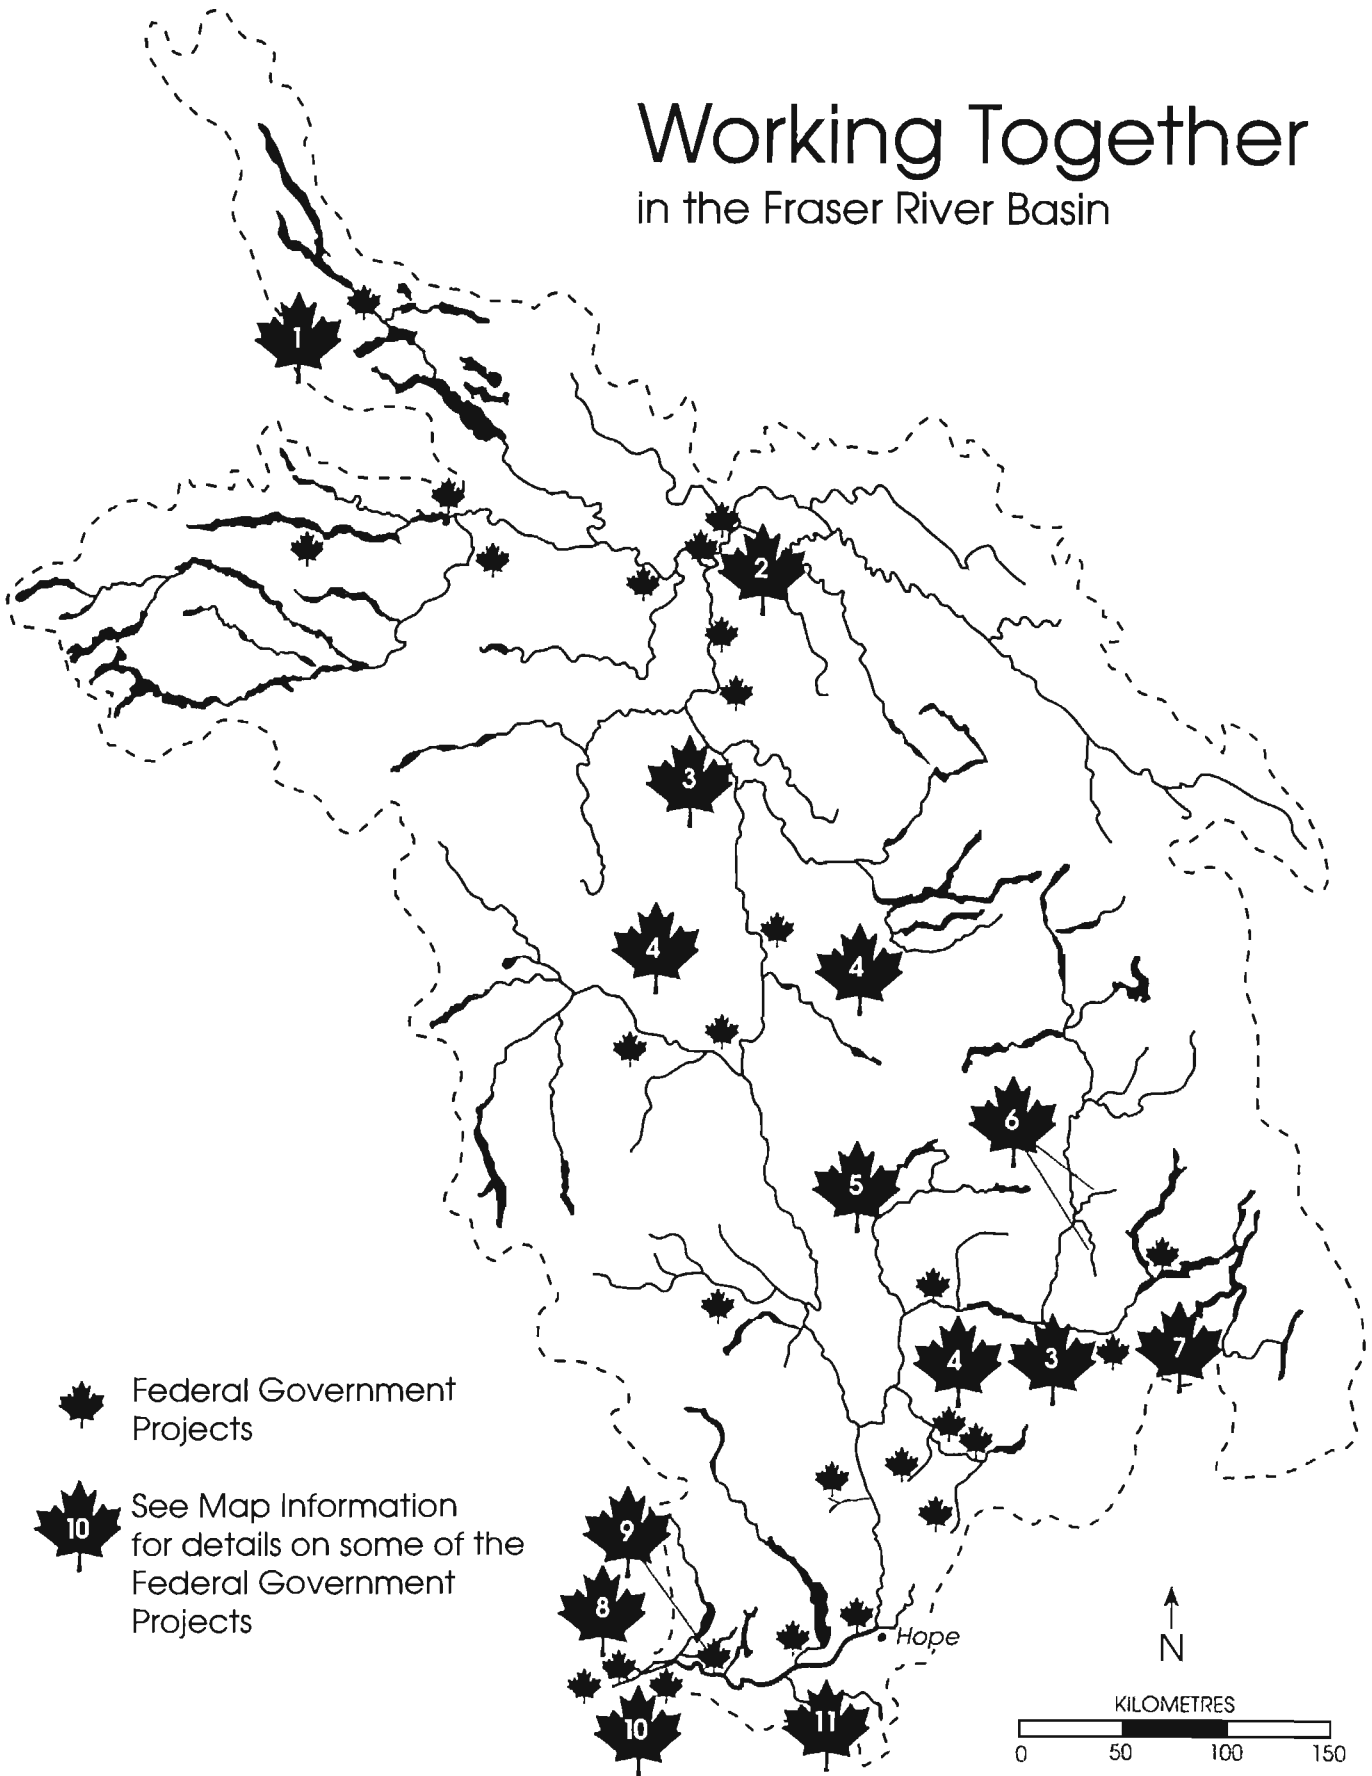 Working Together
in the Fraser River Basin
1
2
3
4
4
6
5
4
3
7
Federal Government
Projects
10
See Map Information
for details on some of the
Federal Government
Projects
9
8
Hope
N
10
11
KILOMETRES
0 50 100 150